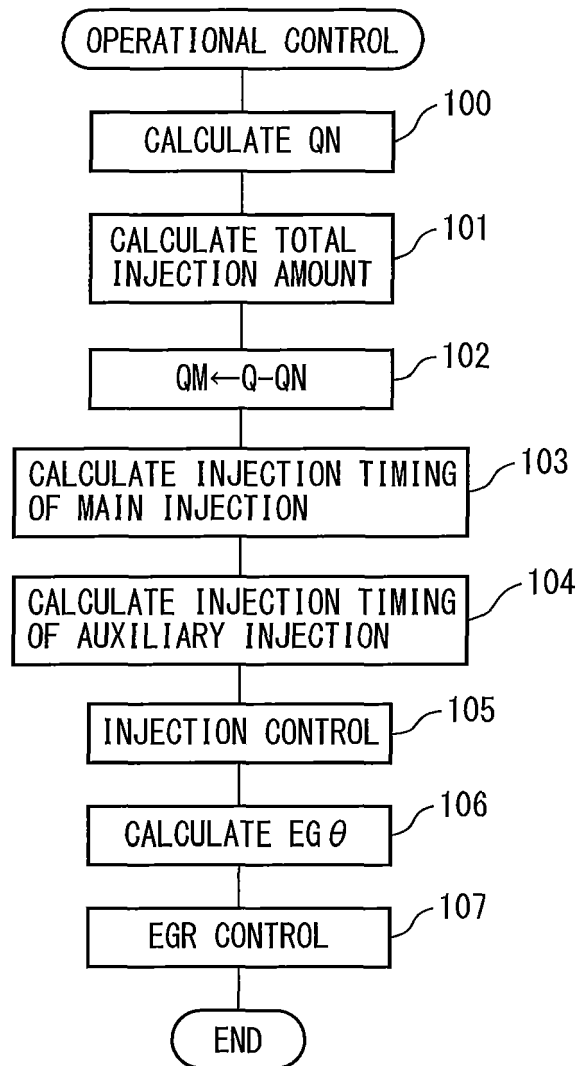 OPERATIONAL CONTROL
100
CALCULATE QN
101
CALCULATE TOTAL
INJECTION AMOUNT
102
QM←Q-QN
103
CALCULATE INJECTION TIMING
OF MAIN INJECTION
104
CALCULATE INJECTION TIMING
OF AUXILIARY INJECTION
105
INJECTION CONTROL
106
CALCULATE EGθ
107
EGR CONTROL
END